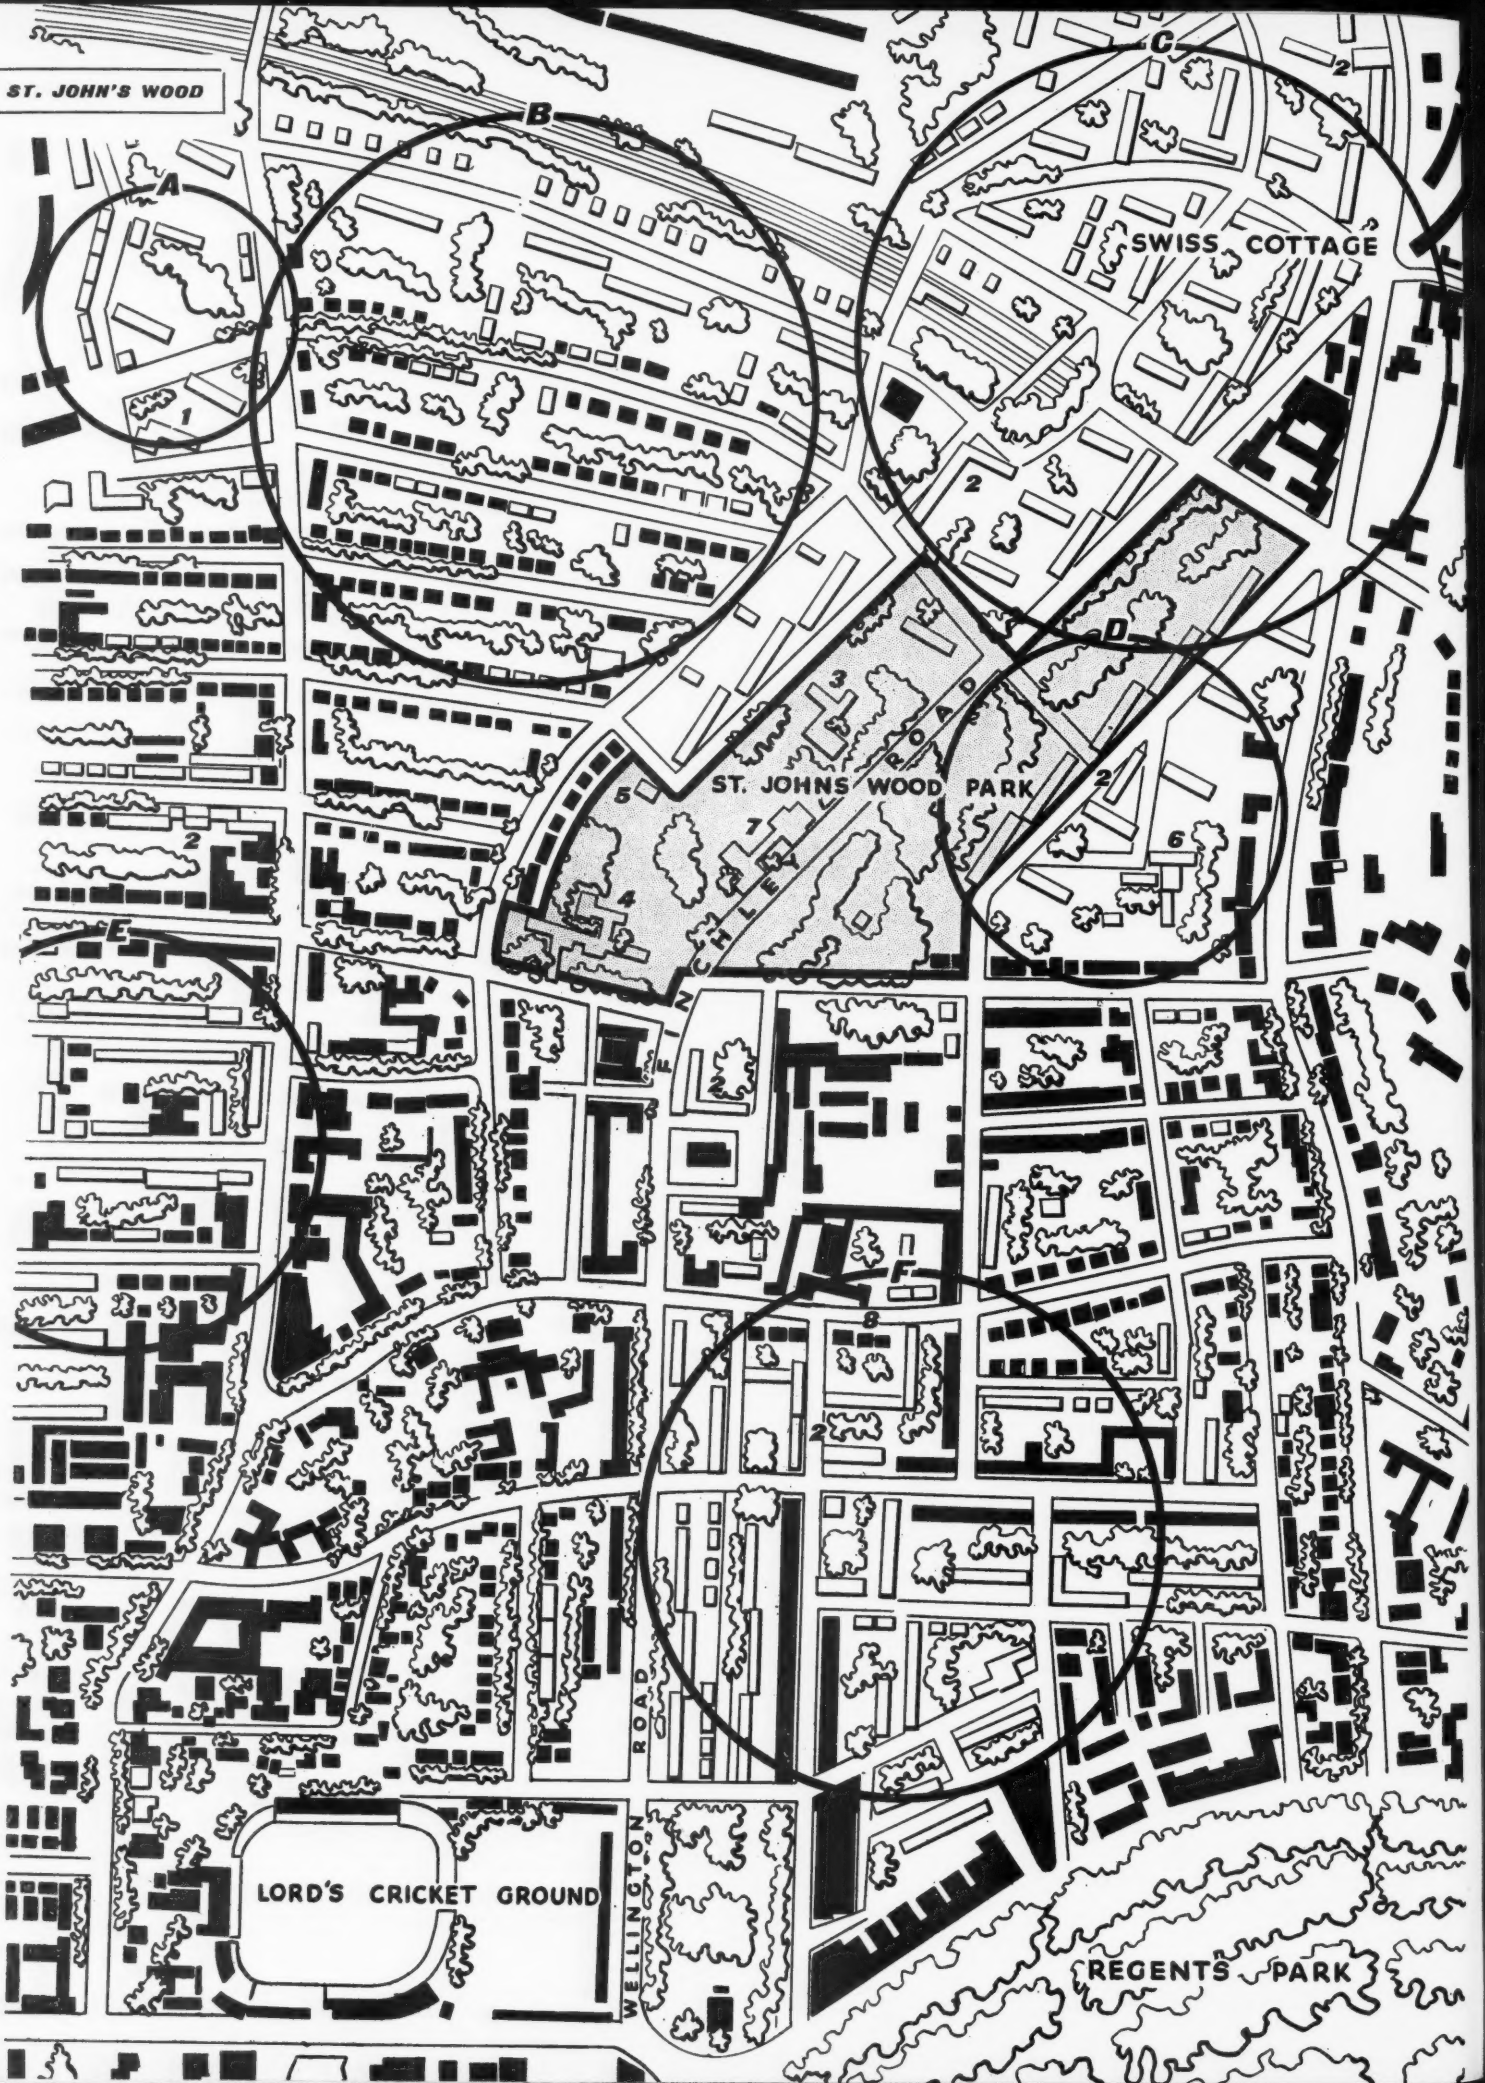 C
2
ST. JOHN'S WOOD
B
A
SWISS COTTAGE
1
2
D
3
ST. JOHNS WOOD PARK
5
2
7
6
2
4
FINCHLEY ROAD
E
2
F
8
2
WELLINGTON ROAD
LORD'S CRICKET GROUND
REGENTS PARK